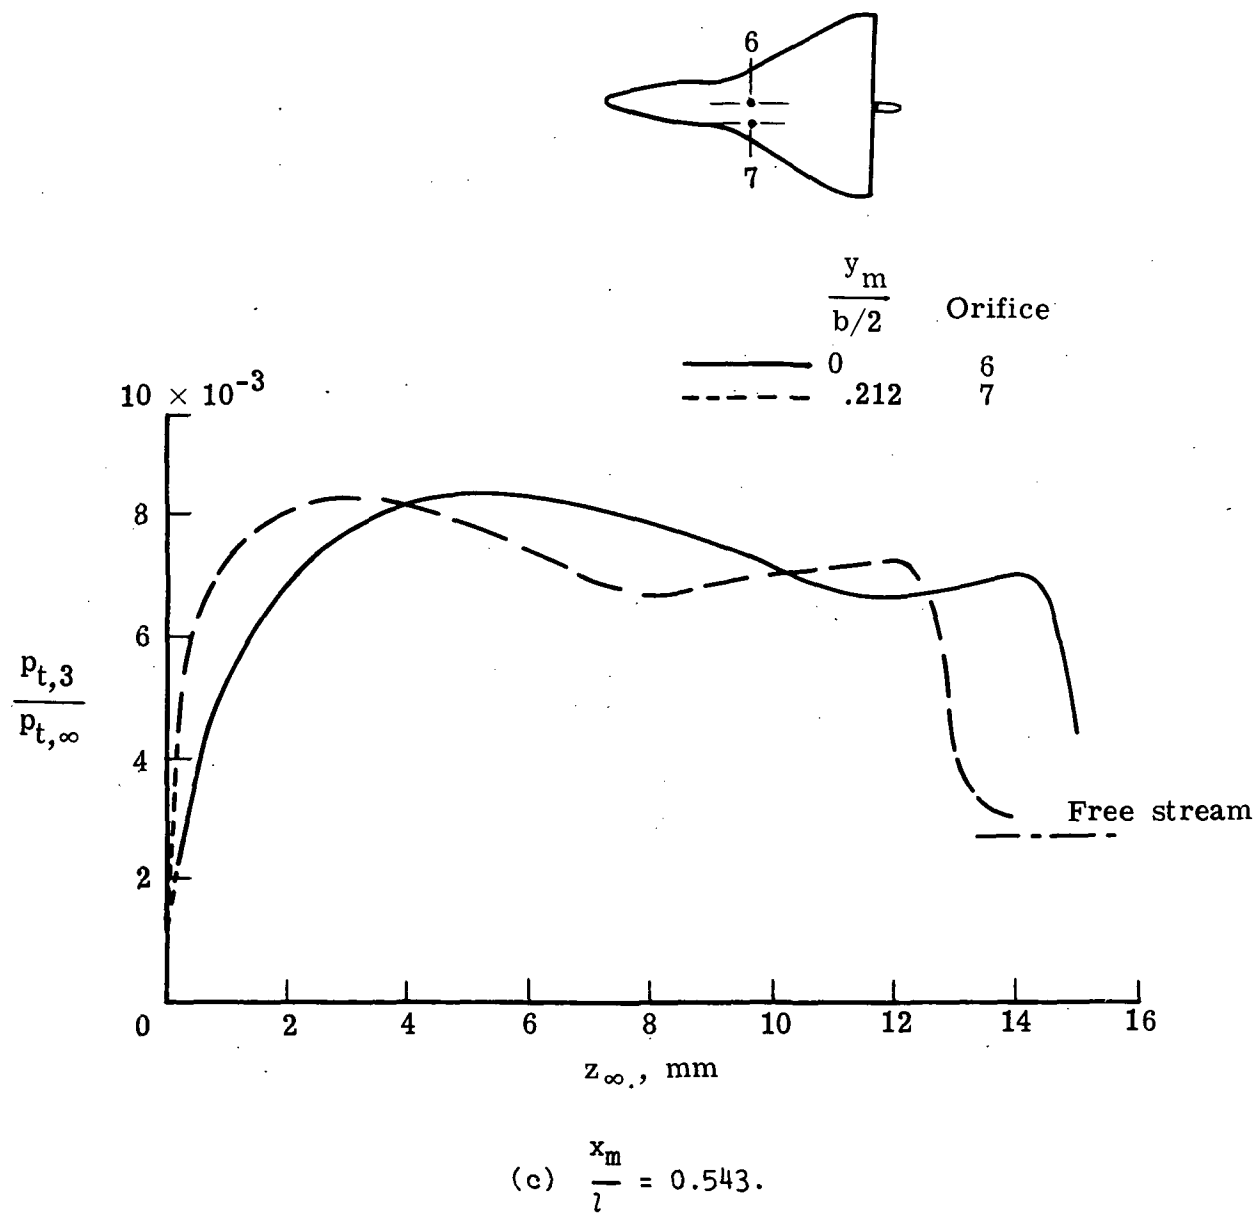 6
7
y_m
b/2
Orifice
0 6
.212 7
10 × 10⁻³
8
6
4
2
0
p_t,3
p_t,∞
Free stream
2 4 6 8 10 12 14 16
z_∞., mm
(c) x_m / l = 0.543.